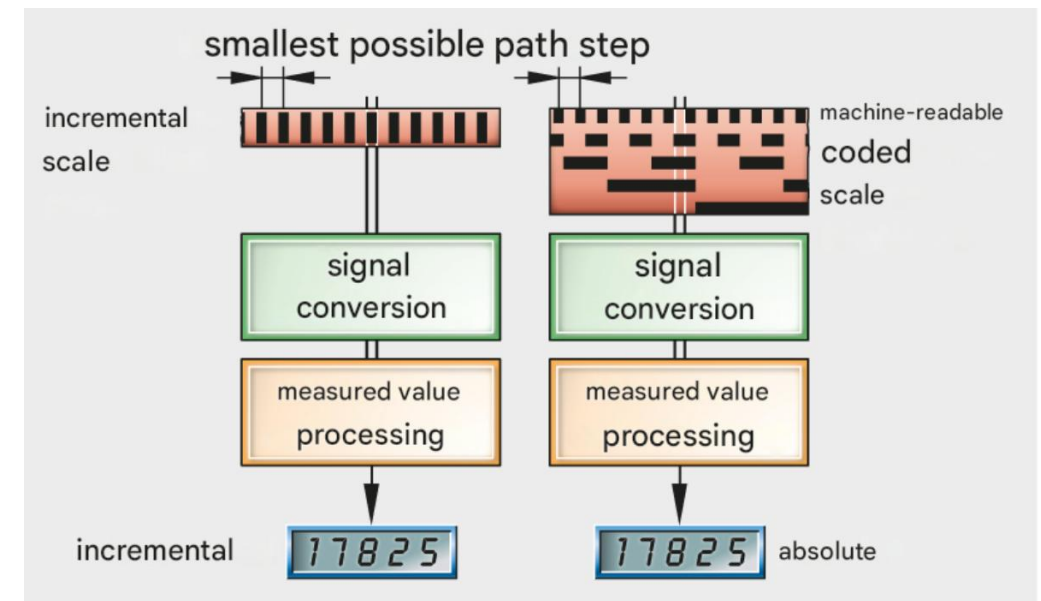 smallest possible path step
incremental
scale
machine-readable
coded
scale
signal
conversion
signal
conversion
measured value
processing
measured value
processing
incremental
17825
17825
absolute